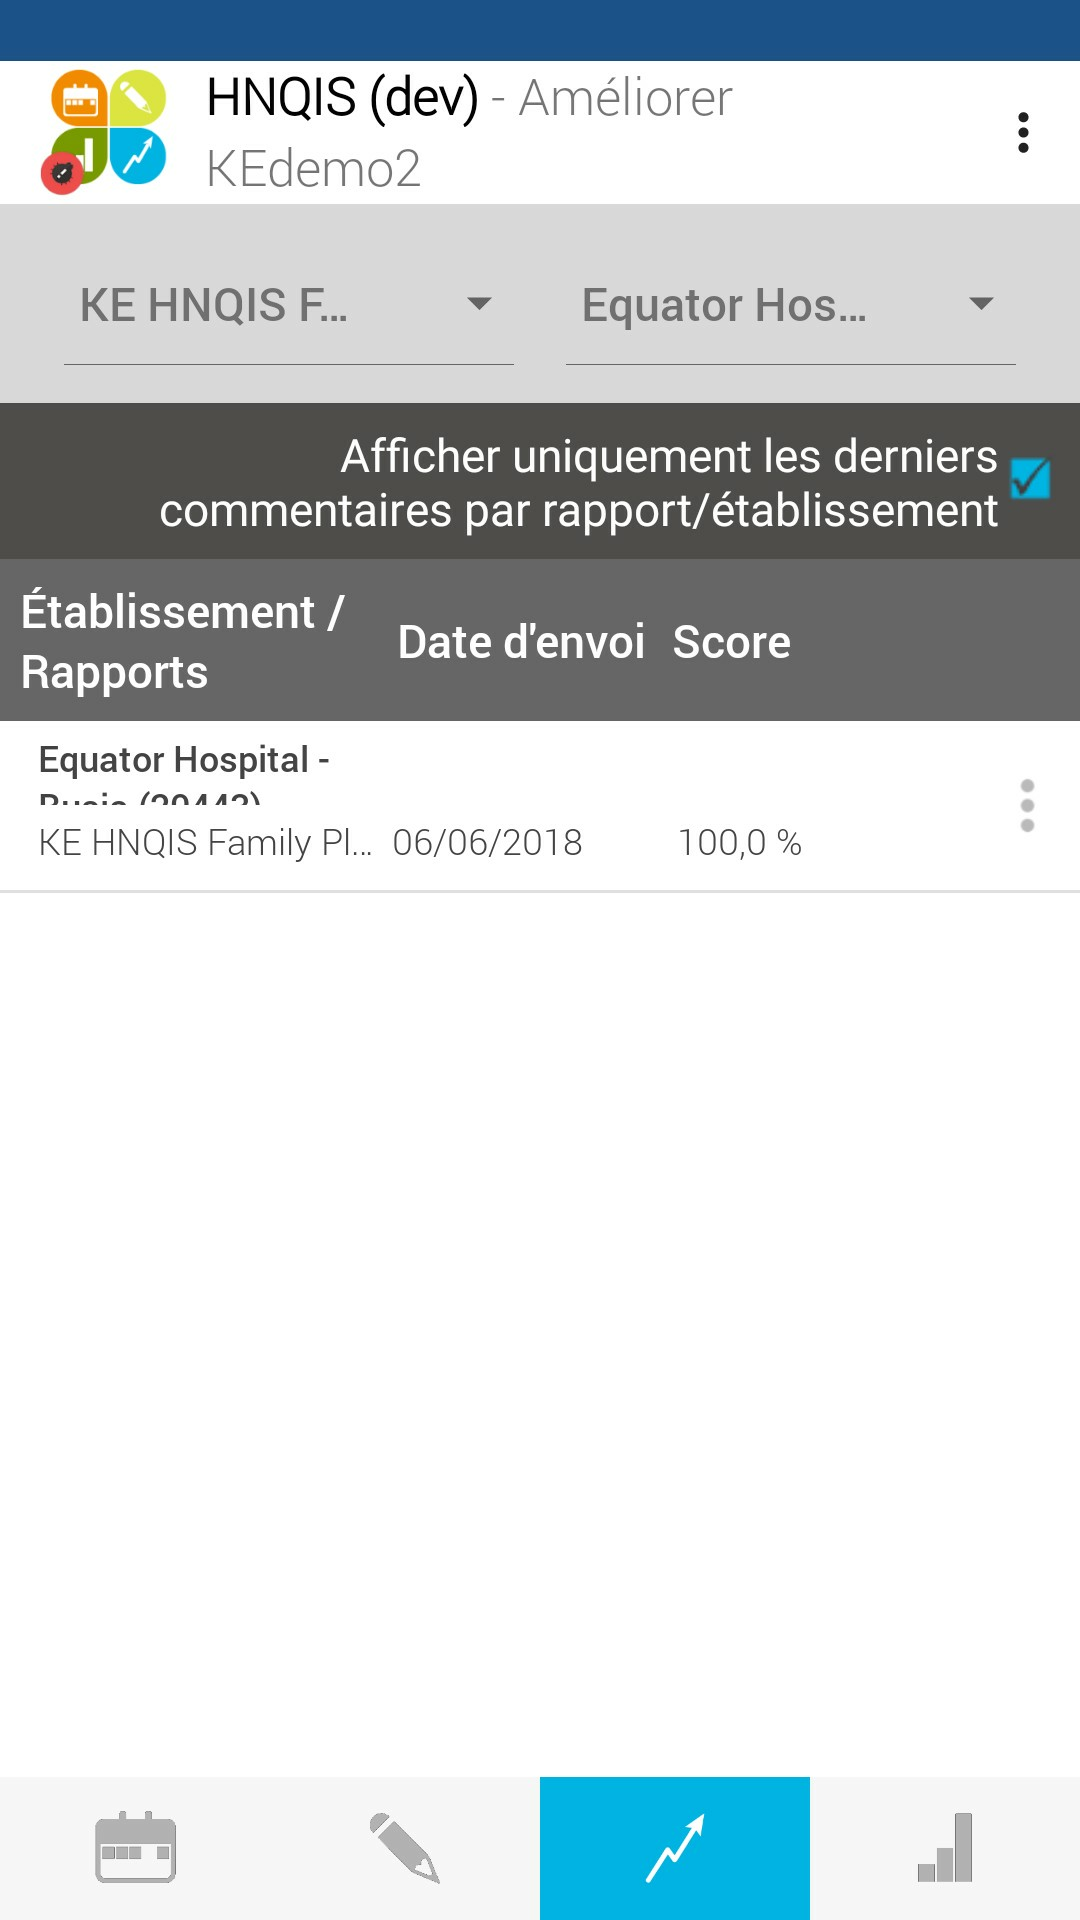 HNQIS (dev) - Améliorer
KEdemo2
KE HNQIS F...
Equator Hos...
Afficher uniquement les derniers
commentaires par rapport/établissement
Établissement /
Rapports
Date d'envoi
Score
Equator Hospital -
KE HNQIS Family Pl... 06/06/2018 100,0 %